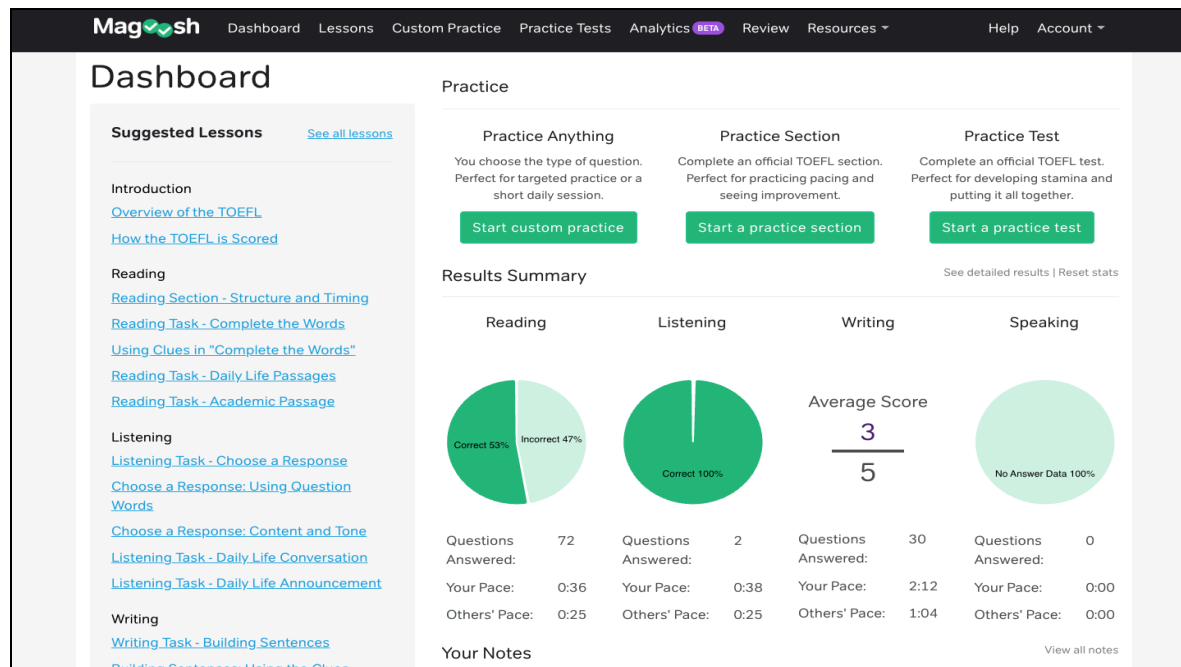 Magoosh Dashboard Lessons Custom Practice Practice Tests Analytics BETA Review Resources Help Account
Dashboard
Suggested Lessons See all lessons
Introduction
Overview of the TOEFL
How the TOEFL is Scored
Reading
Reading Section - Structure and Timing
Reading Task - Complete the Words
Using Clues in "Complete the Words"
Reading Task - Daily Life Passages
Reading Task - Academic Passage
Listening
Listening Task - Choose a Response
Choose a Response: Using Question
Words
Choose a Response: Content and Tone
Listening Task - Daily Life Conversation
Listening Task - Daily Life Announcement
Writing
Writing Task - Building Sentences
Building Sentences: Using the Clues
Practice
Practice Anything
You choose the type of question.
Perfect for targeted practice or a
short daily session.
Start custom practice
Practice Section
Complete an official TOEFL section.
Perfect for practicing pacing and
seeing improvement.
Start a practice section
Practice Test
Complete an official TOEFL test.
Perfect for developing stamina and
putting it all together.
Start a practice test
Results Summary See detailed results | Reset stats
Reading
Correct 53% Incorrect 47%
Questions 72
Answered:
Your Pace: 0:36
Others' Pace: 0:25
Listening
Correct 100%
Questions 2
Answered:
Your Pace: 0:38
Others' Pace: 0:25
Writing
Average Score
3
5
Questions 30
Answered:
Your Pace: 2:12
Others' Pace: 1:04
Speaking
No Answer Data 100%
Questions 0
Answered:
Your Pace: 0:00
Others' Pace: 0:00
Your Notes View all notes